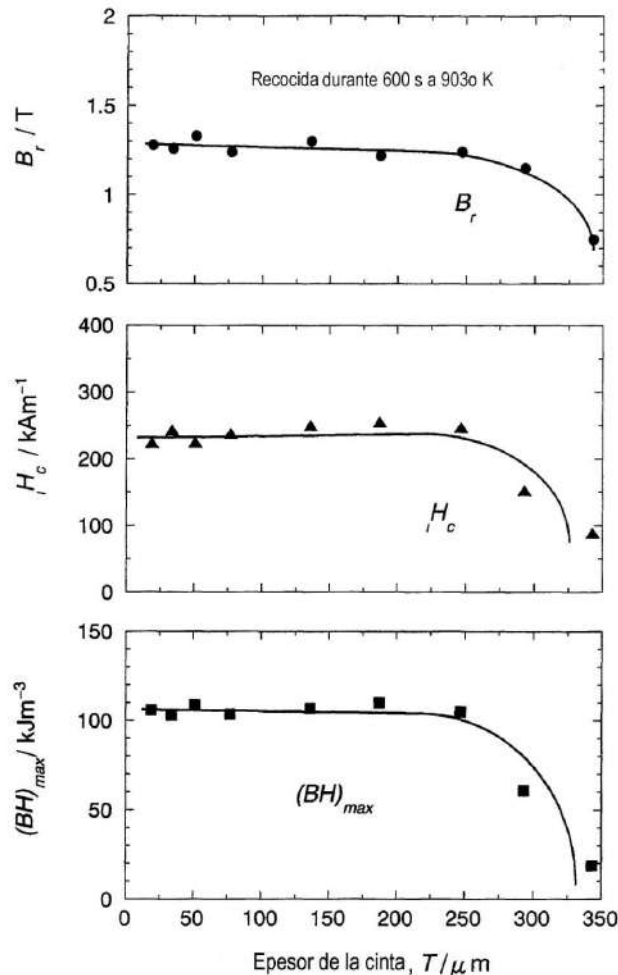 2
Recocida durante 600 s a 903o K
1.5
B_r / T
1
B_r
0.5
400
300
200
ᵢH_c / kAm⁻¹
100
ᵢH_c
0
150
100
(BH)_max / kJm⁻³
50
(BH)_max
0
0 50 100 150 200 250 300 350
Epesor de la cinta, T/μm